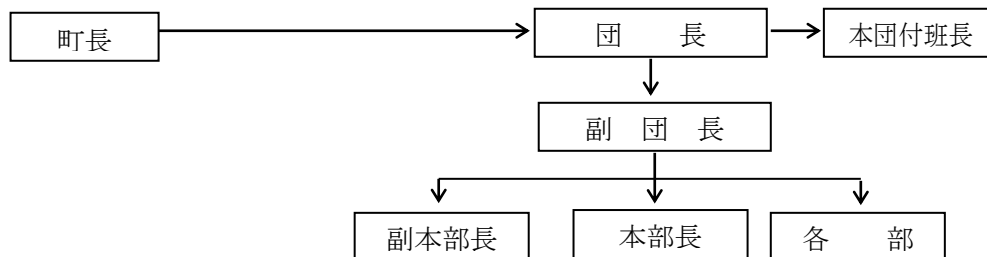 町長
団　長
本団付班長
副　団　長
副本部長
本部長
各　部